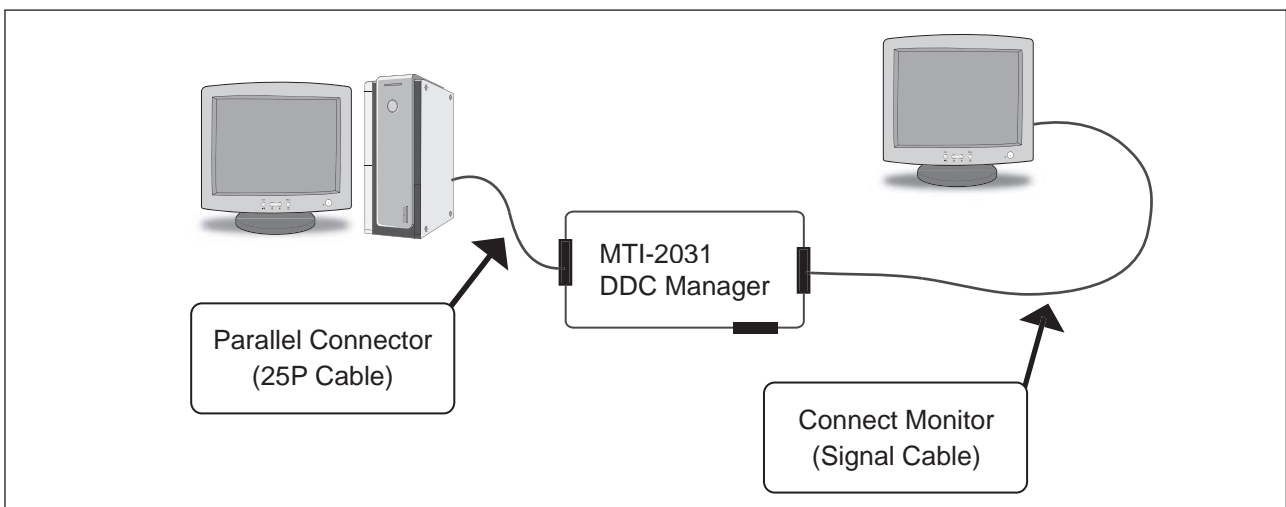 MTI-2031
DDC Manager
Parallel Connector
(25P Cable)
Connect Monitor
(Signal Cable)